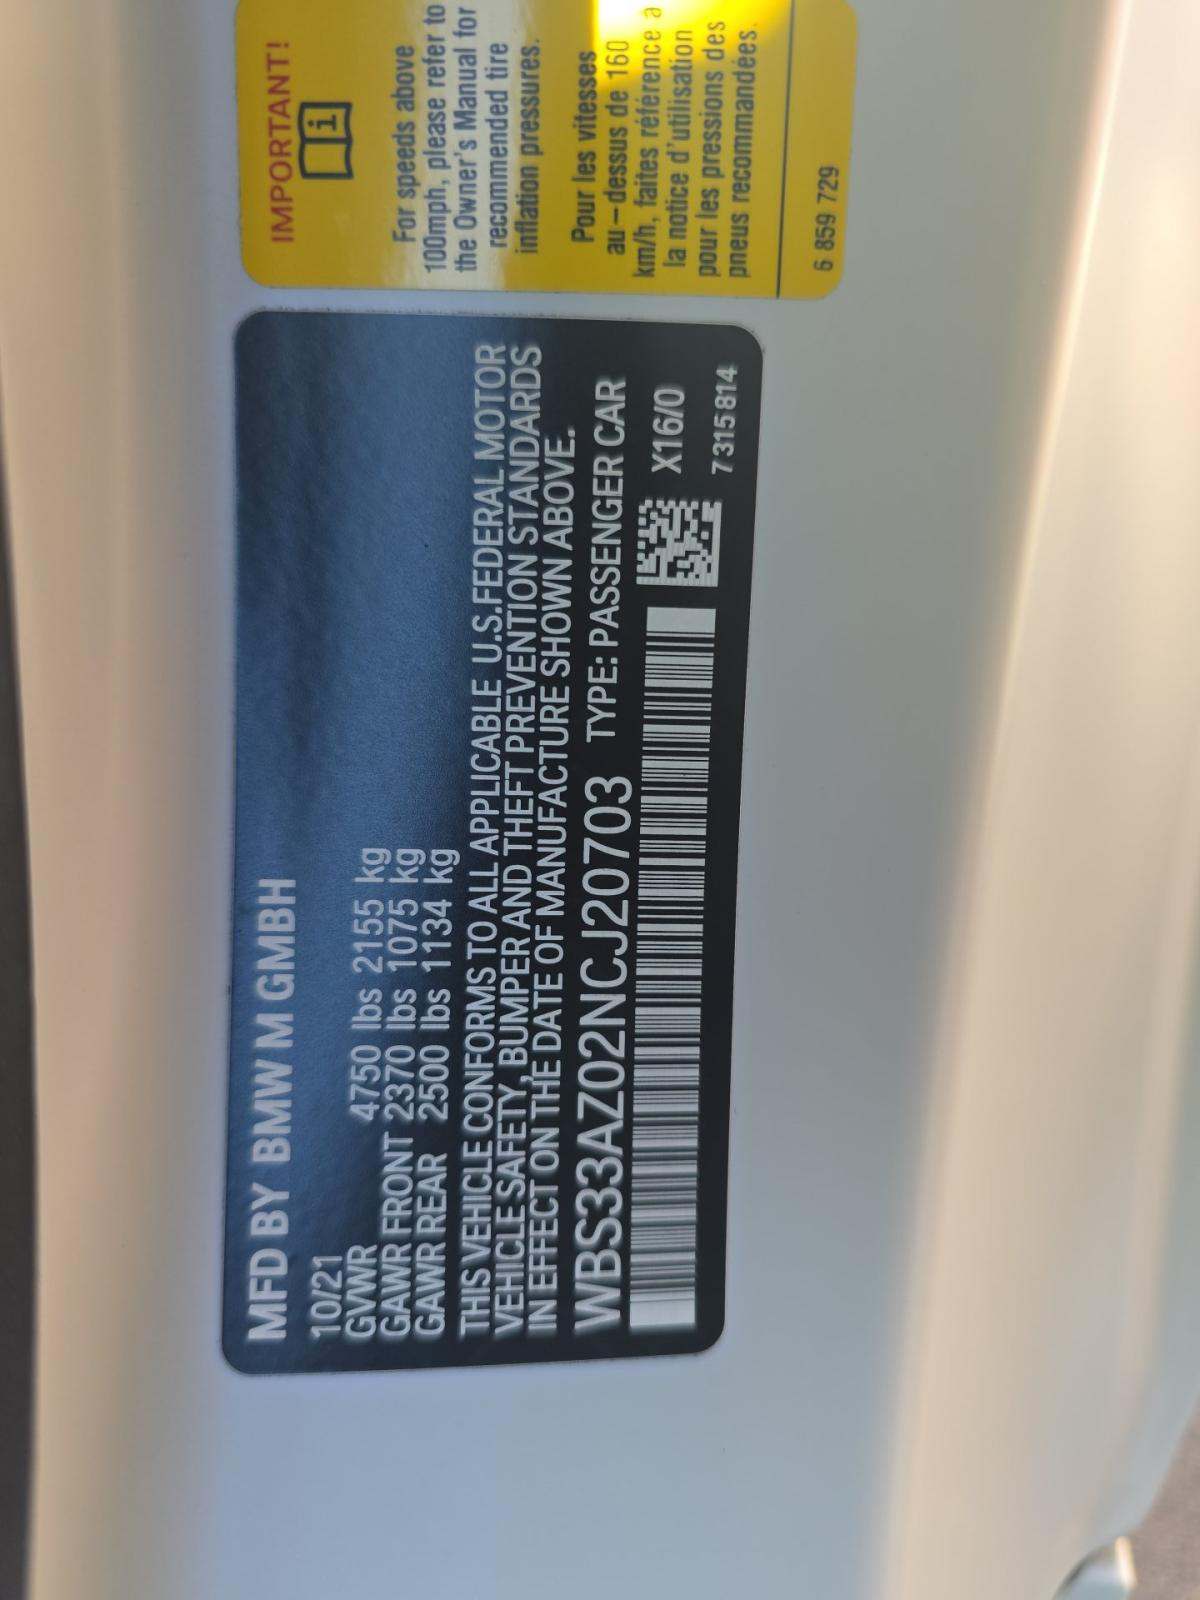 MFD BY BMW M GMBH
10/21
GVWR 4750 lbs 2155 kg
GAWR FRONT 2370 lbs 1075 kg
GAWR REAR 2500 lbs 1134 kg
THIS VEHICLE CONFORMS TO ALL APPLICABLE U.S.FEDERAL MOTOR
VEHICLE SAFETY, BUMPER AND THEFT PREVENTION STANDARDS
IN EFFECT ON THE DATE OF MANUFACTURE SHOWN ABOVE.
WBS33AZ02NCJ20703 TYPE: PASSENGER CAR
X16/0
7 315 814
IMPORTANT!
For speeds above
100mph, please refer to
the Owner's Manual for
recommended tire
inflation pressures.
Pour les vitesses
au-dessus de 160
km/h, faites référence a
la notice d'utilisation
pour les pressions des
pneus recommandées.
6 859 729